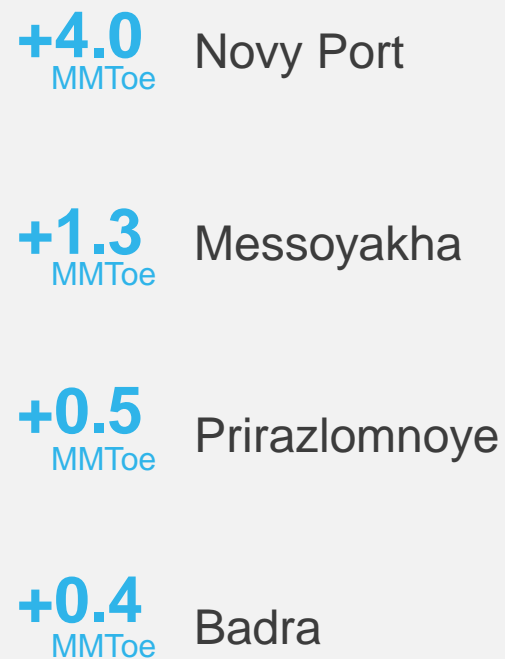 +4.0
MMToe
Novy Port
+1.3
MMToe
Messoyakha
+0.5
MMToe
Prirazlomnoye
+0.4
MMToe
Badra